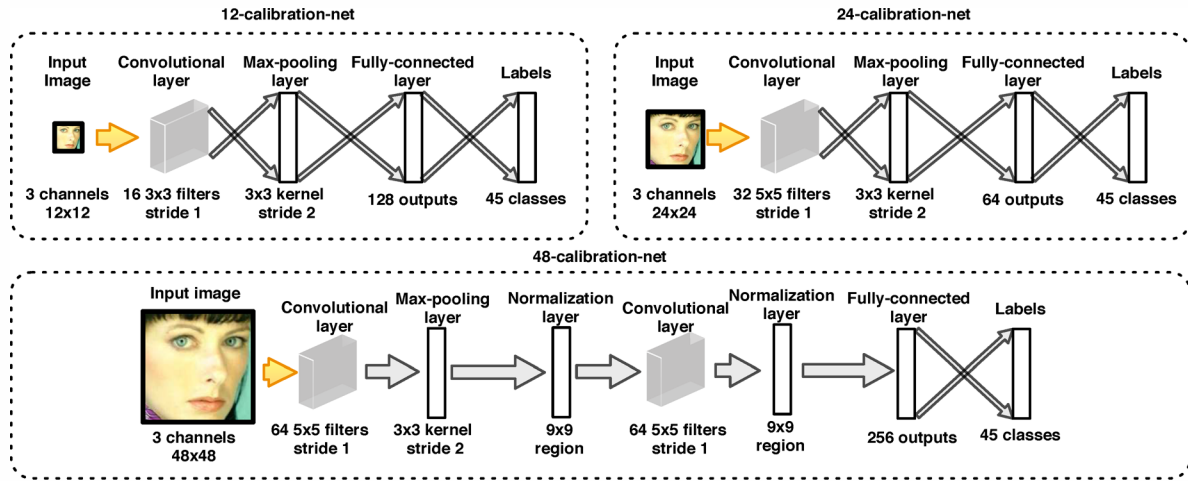 12-calibration-net
Input
Image
Convolutional
layer
Max-pooling
layer
Fully-connected
layer
Labels
3 channels
12x12
16 3x3 filters
stride 1
3x3 kernel
stride 2
128 outputs
45 classes
24-calibration-net
Input
Image
Convolutional
layer
Max-pooling
layer
Fully-connected
layer
Labels
3 channels
24x24
32 5x5 filters
stride 1
3x3 kernel
stride 2
64 outputs
45 classes
48-calibration-net
Input image
Convolutional
layer
Max-pooling
layer
Normalization
layer
Convolutional
layer
Normalization
layer
Fully-connected
layer
Labels
3 channels
48x48
64 5x5 filters
stride 1
3x3 kernel
stride 2
9x9
region
64 5x5 filters
stride 1
9x9
region
256 outputs
45 classes